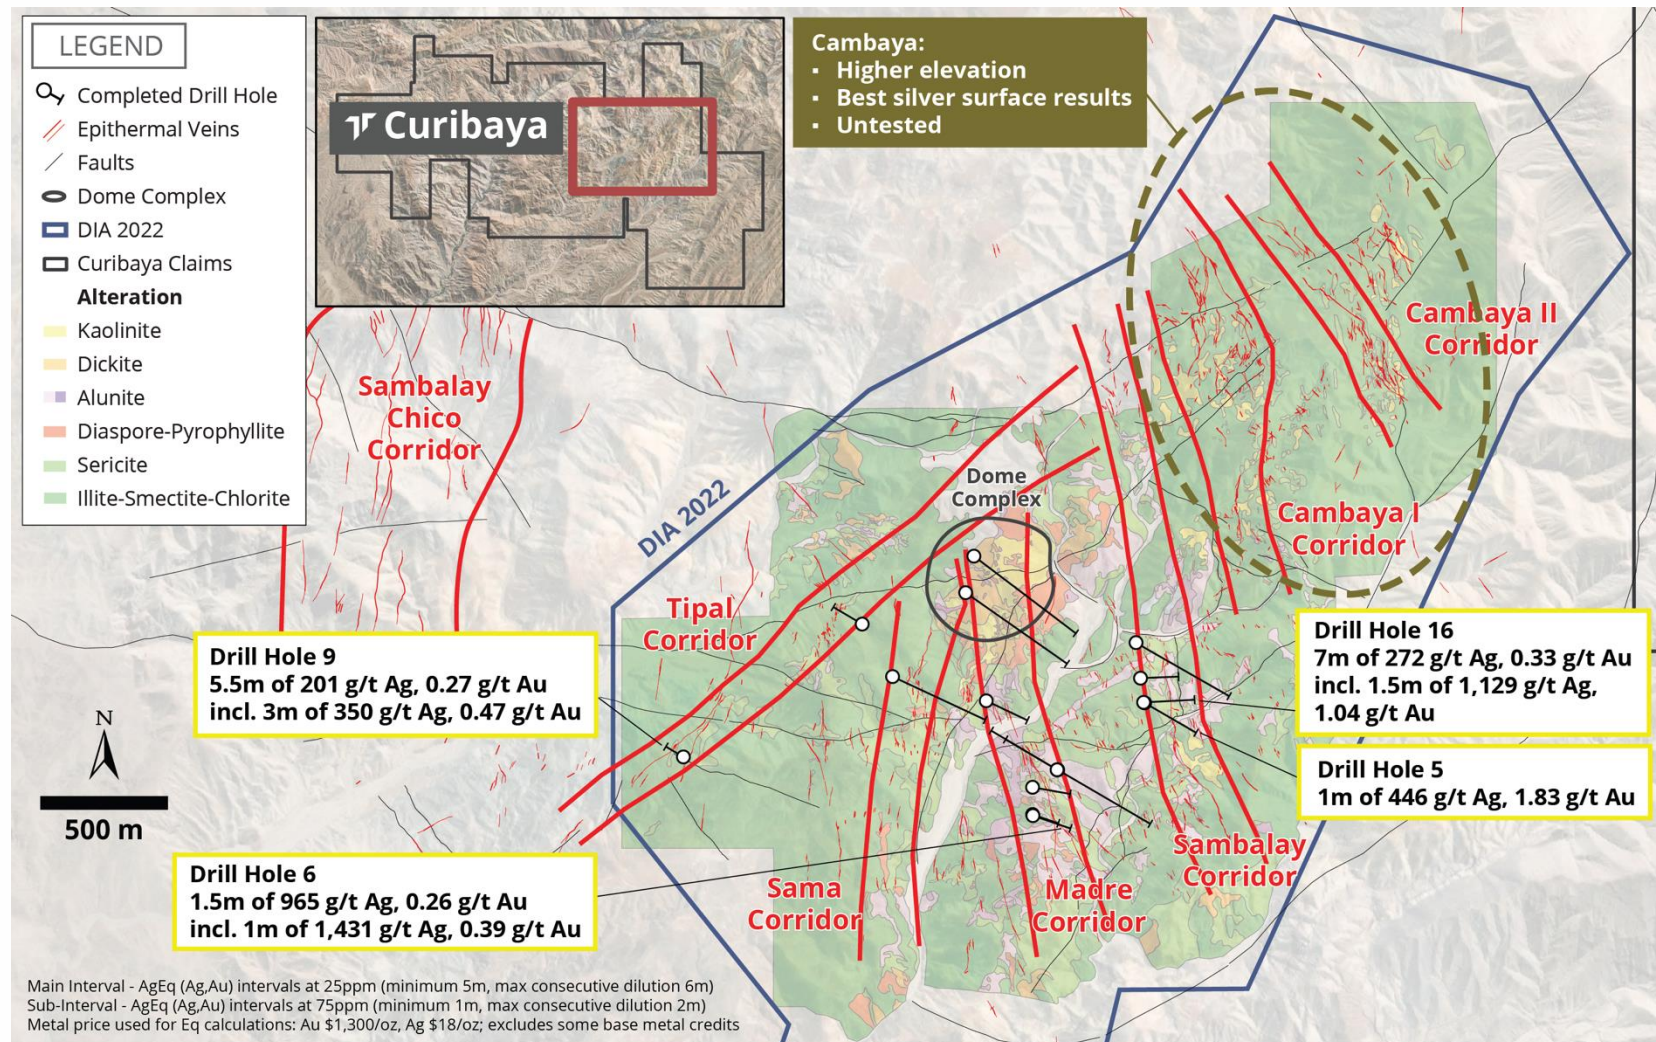 LEGEND
Completed Drill Hole
Epithermal Veins
Faults
Dome Complex
DIA 2022
Curibaya Claims
Alteration
Kaolinite
Dickite
Alunite
Diaspore-Pyrophyllite
Sericite
Illite-Smectite-Chlorite
Curibaya
Cambaya:
▪ Higher elevation
▪ Best silver surface results
▪ Untested
Sambalay
Chico
Corridor
DIA 2022
Dome
Complex
Cambaya II
Corridor
Cambaya I
Corridor
Tipal
Corridor
Drill Hole 9
5.5m of 201 g/t Ag, 0.27 g/t Au
incl. 3m of 350 g/t Ag, 0.47 g/t Au
Drill Hole 16
7m of 272 g/t Ag, 0.33 g/t Au
incl. 1.5m of 1,129 g/t Ag,
1.04 g/t Au
Drill Hole 5
1m of 446 g/t Ag, 1.83 g/t Au
N
500 m
Drill Hole 6
1.5m of 965 g/t Ag, 0.26 g/t Au
incl. 1m of 1,431 g/t Ag, 0.39 g/t Au
Sama
Corridor
Madre
Corridor
Sambalay
Corridor
Main Interval - AgEq (Ag,Au) intervals at 25ppm (minimum 5m, max consecutive dilution 6m)
Sub-Interval - AgEq (Ag,Au) intervals at 75ppm (minimum 1m, max consecutive dilution 2m)
Metal price used for Eq calculations: Au $1,300/oz, Ag $18/oz; excludes some base metal credits